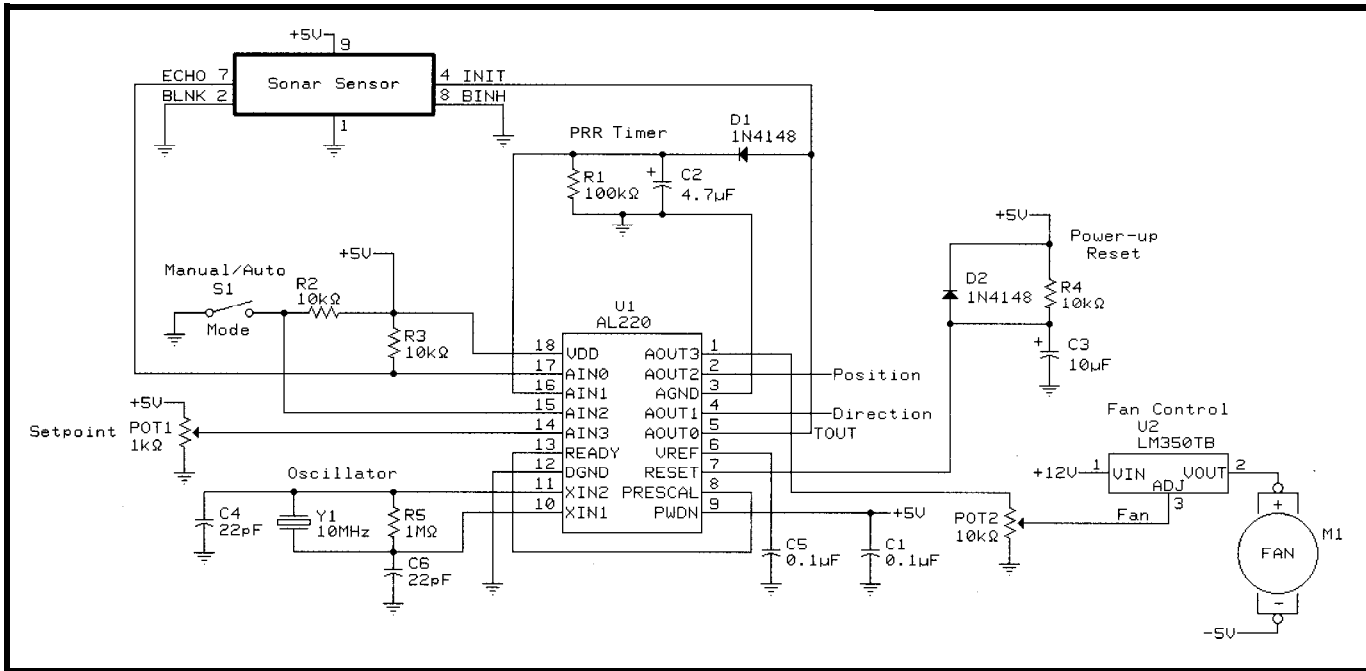 +5V 9
ECHO 7
Sonar Sensor
4 INIT
BLNK 2
8 BINH
1
PRR Timer
D1
1N4148
R1
100kΩ
C2
4.7µF
+
+5V
Power-up
Reset
D2
1N4148
R4
10kΩ
+
C3
10µF
Manual/Auto
S1
Mode
R2
10kΩ
+5V
R3
10kΩ
U1
AL220
18 VDD
17 AIN0
16 AIN1
15 AIN2
14 AIN3
13 READY
12 DGND
11 XIN2
10 XIN1
AOUT3 1
AOUT2 2
AGND 3
AOUT1 4
AOUT0 5
VREF 6
RESET 7
PRESCAL 8
PWDN 9
Position
Direction
TOUT
+5V
Setpoint
POT1
1kΩ
Oscillator
C4
22pF
Y1
10MHz
R5
1MΩ
C6
22pF
C5
0.1µF
+5V
C1
0.1µF
POT2
10kΩ
Fan
Fan Control
U2
LM350TB
+12V 1
VIN
VOUT
2
ADJ
3
+
FAN
M1
-
-5V